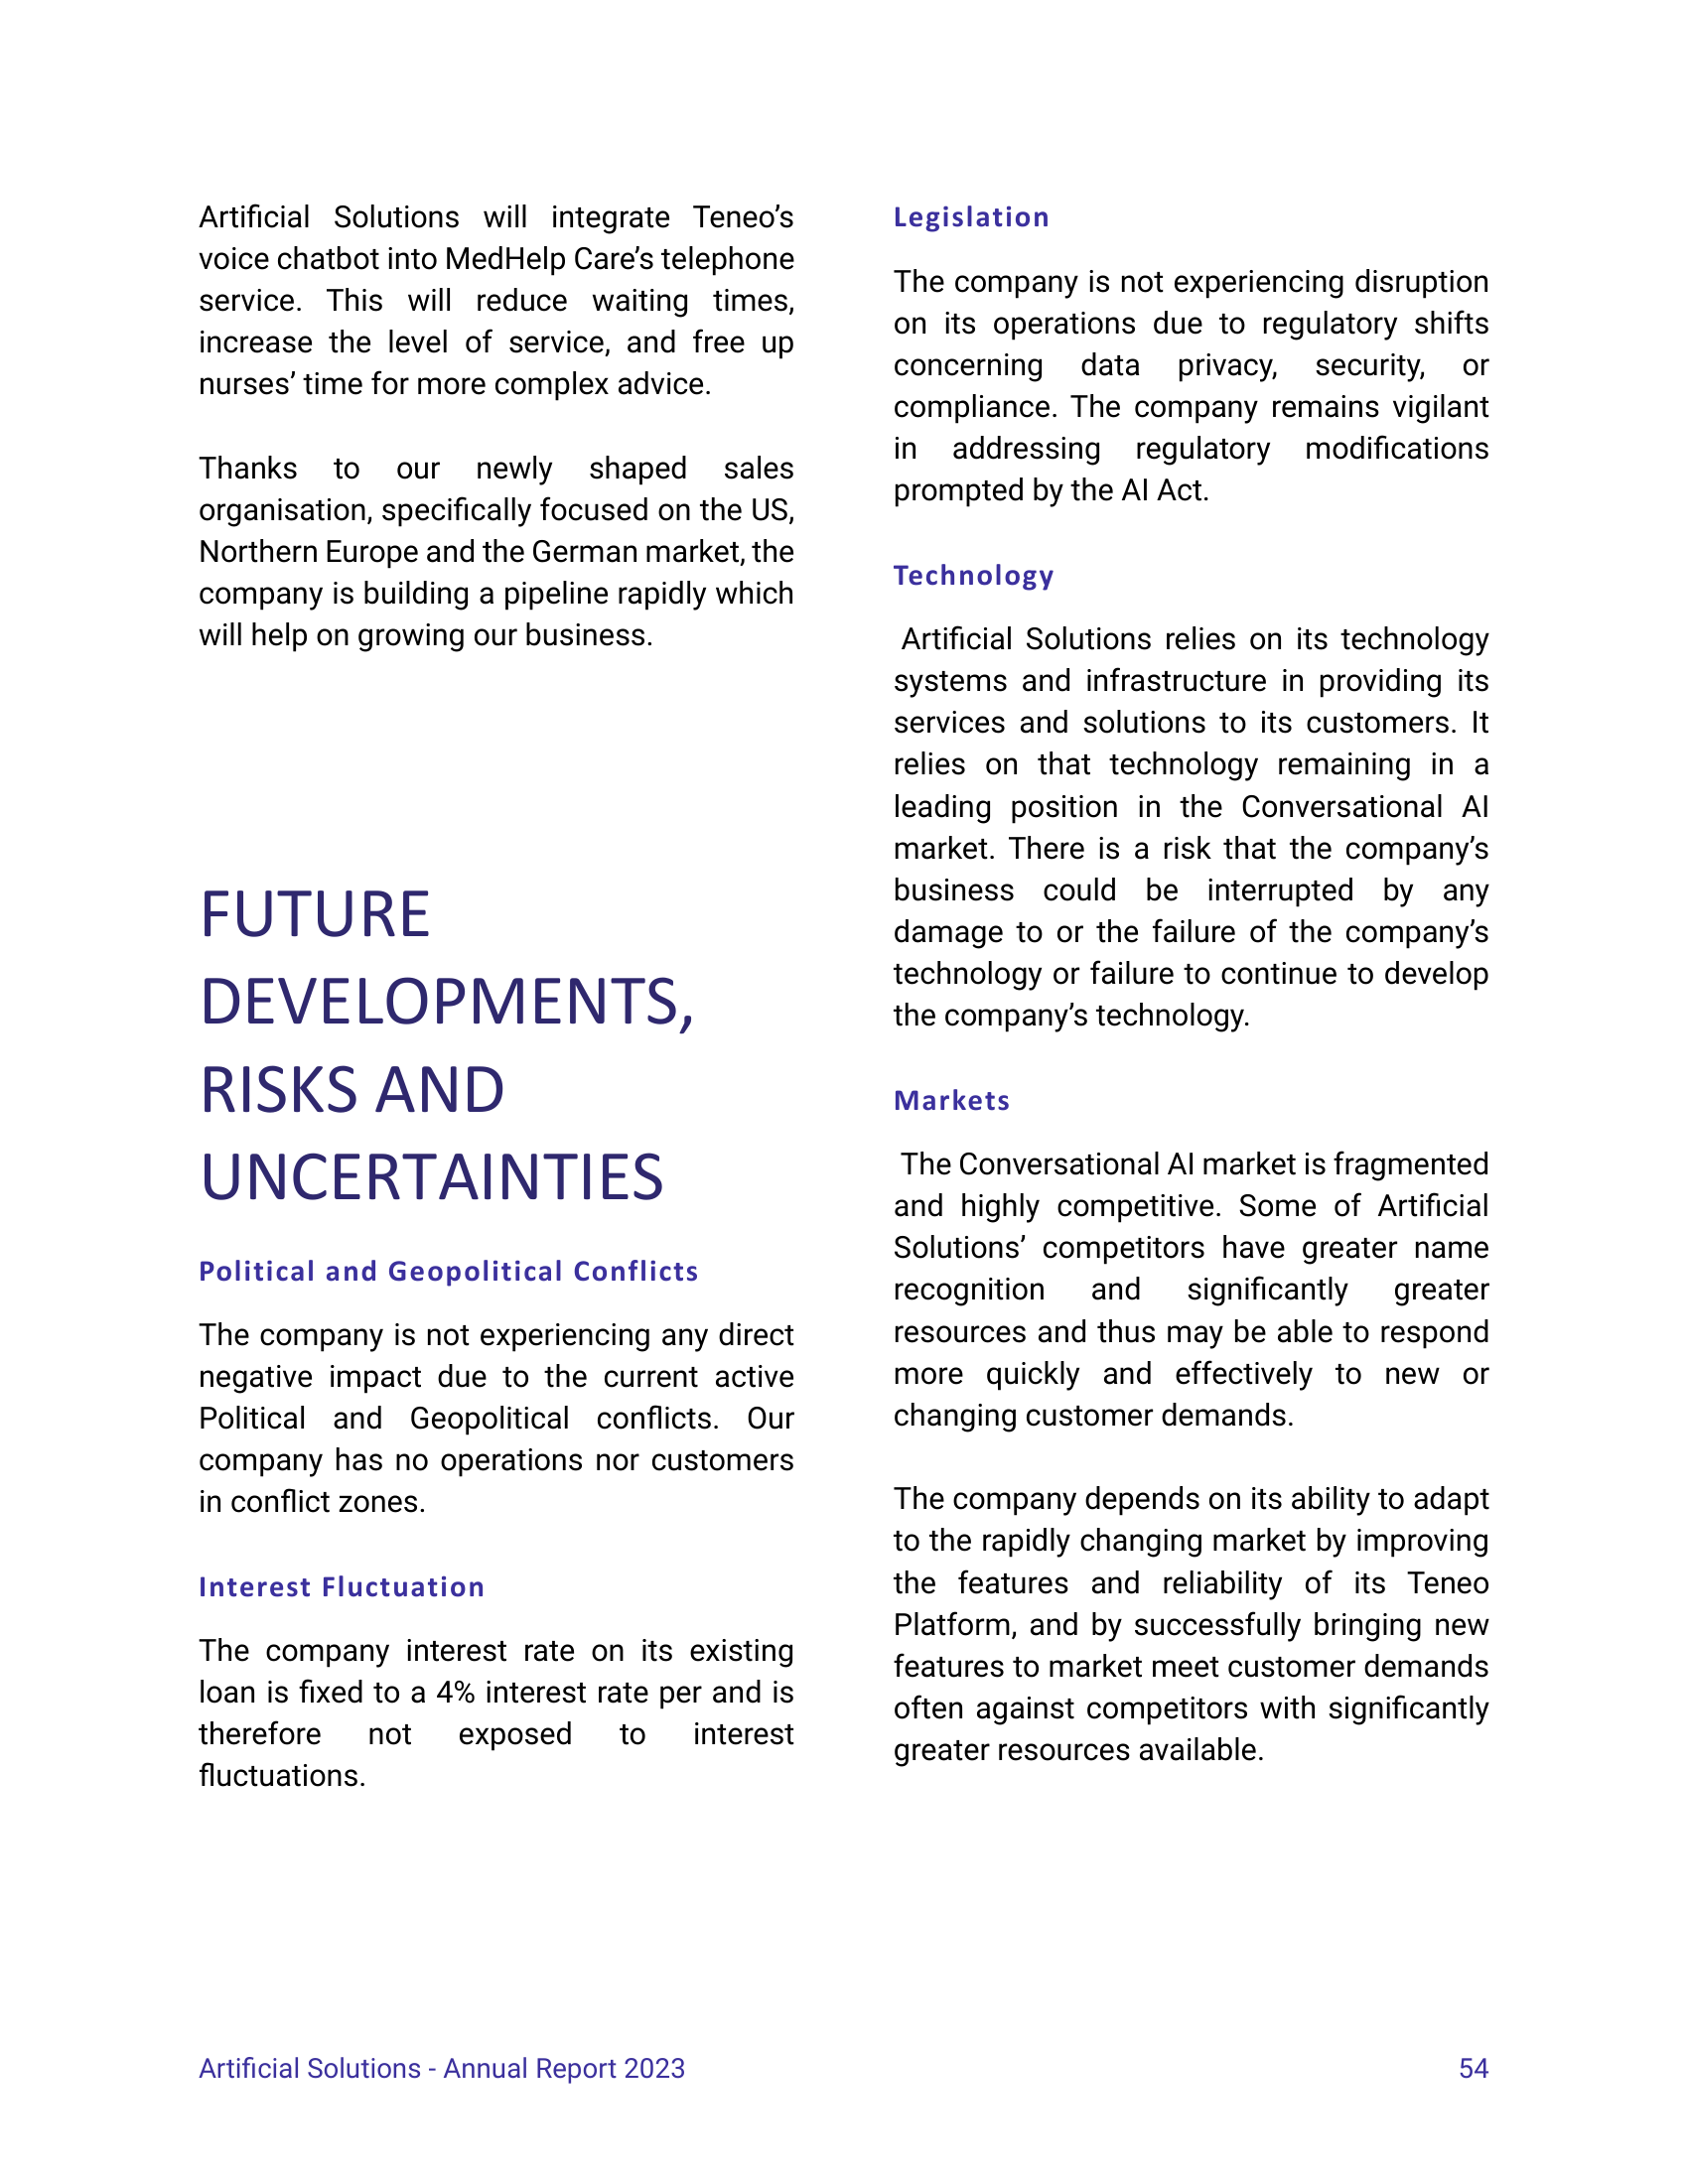 Artificial Solutions will integrate Teneo’s
voice chatbot into MedHelp Care’s telephone
service. This will reduce waiting times,
increase the level of service, and free up
nurses’ time for more complex advice.
Thanks to our newly shaped sales
organisation, specifically focused on the US,
Northern Europe and the German market, the
company is building a pipeline rapidly which
will help on growing our business.
FUTURE
DEVELOPMENTS,
RISKS AND
UNCERTAINTIES
Political and Geopolitical Conflicts
The company is not experiencing any direct
negative impact due to the current active
Political and Geopolitical conflicts. Our
company has no operations nor customers
in conflict zones.
Interest Fluctuation
The company interest rate on its existing
loan is fixed to a 4% interest rate per and is
therefore not exposed to interest
fluctuations.
Legislation
The company is not experiencing disruption
on its operations due to regulatory shifts
concerning data privacy, security, or
compliance. The company remains vigilant
in addressing regulatory modifications
prompted by the AI Act.
Technology
Artificial Solutions relies on its technology
systems and infrastructure in providing its
services and solutions to its customers. It
relies on that technology remaining in a
leading position in the Conversational AI
market. There is a risk that the company’s
business could be interrupted by any
damage to or the failure of the company’s
technology or failure to continue to develop
the company’s technology.
Markets
The Conversational AI market is fragmented
and highly competitive. Some of Artificial
Solutions’ competitors have greater name
recognition and significantly greater
resources and thus may be able to respond
more quickly and effectively to new or
changing customer demands.
The company depends on its ability to adapt
to the rapidly changing market by improving
the features and reliability of its Teneo
Platform, and by successfully bringing new
features to market meet customer demands
often against competitors with significantly
greater resources available.
Artificial Solutions - Annual Report 2023
54